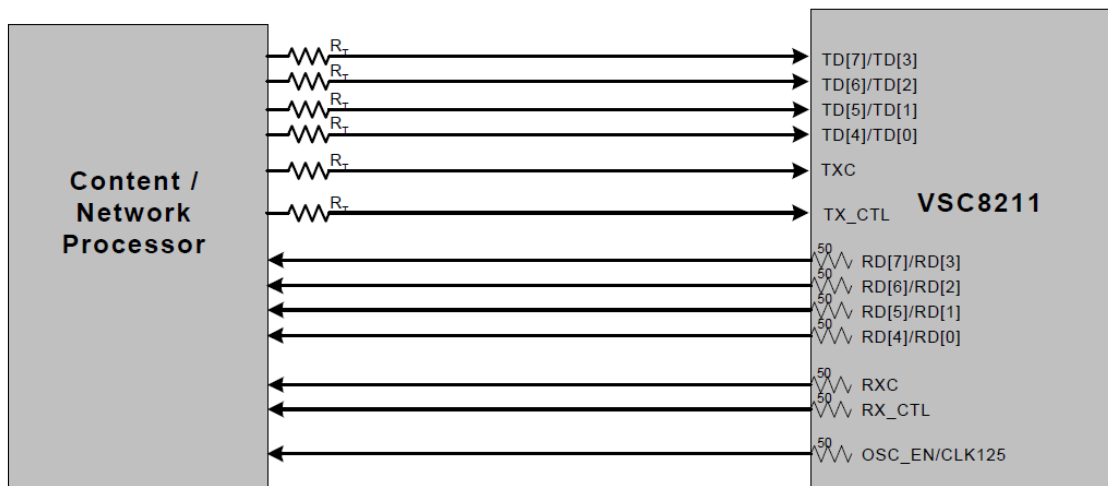 Content /
Network
Processor
R_T
R_T
R_T
R_T
R_T
R_T
TD[7]/TD[3]
TD[6]/TD[2]
TD[5]/TD[1]
TD[4]/TD[0]
TXC
TX_CTL
VSC8211
50 RD[7]/RD[3]
50 RD[6]/RD[2]
50 RD[5]/RD[1]
50 RD[4]/RD[0]
50 RXC
50 RX_CTL
50 OSC_EN/CLK125